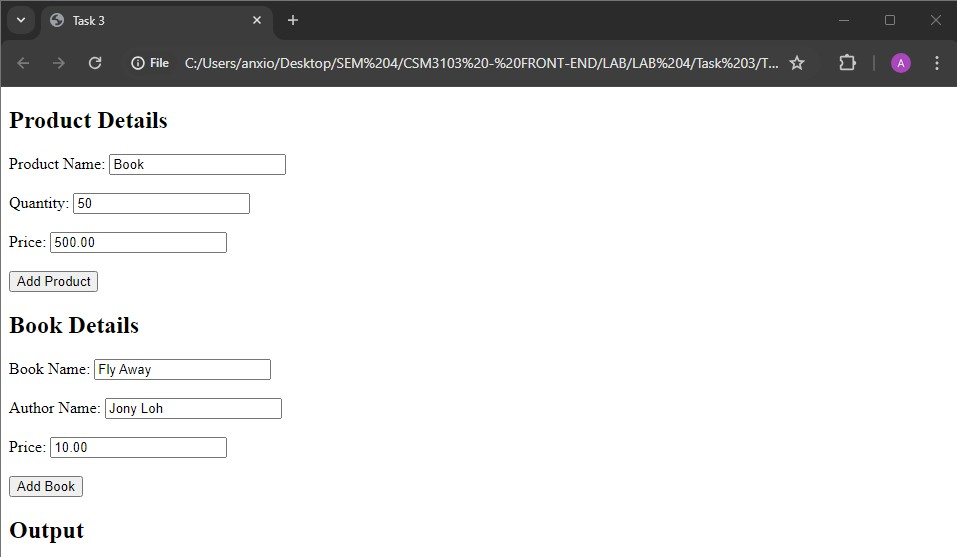 Task 3
File C:/Users/anxio/Desktop/SEM%204/CSM3103%20-%20FRONT-END/LAB/LAB%204/Task%203/T...
A
Product Details
Product Name: Book
Quantity: 50
Price: 500.00
Add Product
Book Details
Book Name: Fly Away
Author Name: Jony Loh
Price: 10.00
Add Book
Output